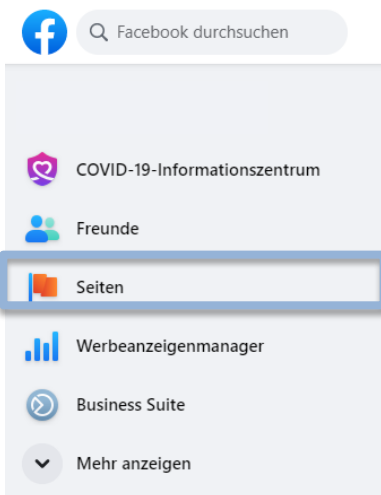 Facebook durchsuchen
COVID-19-Informationszentrum
Freunde
Seiten
Werbeanzeigenmanager
Business Suite
Mehr anzeigen